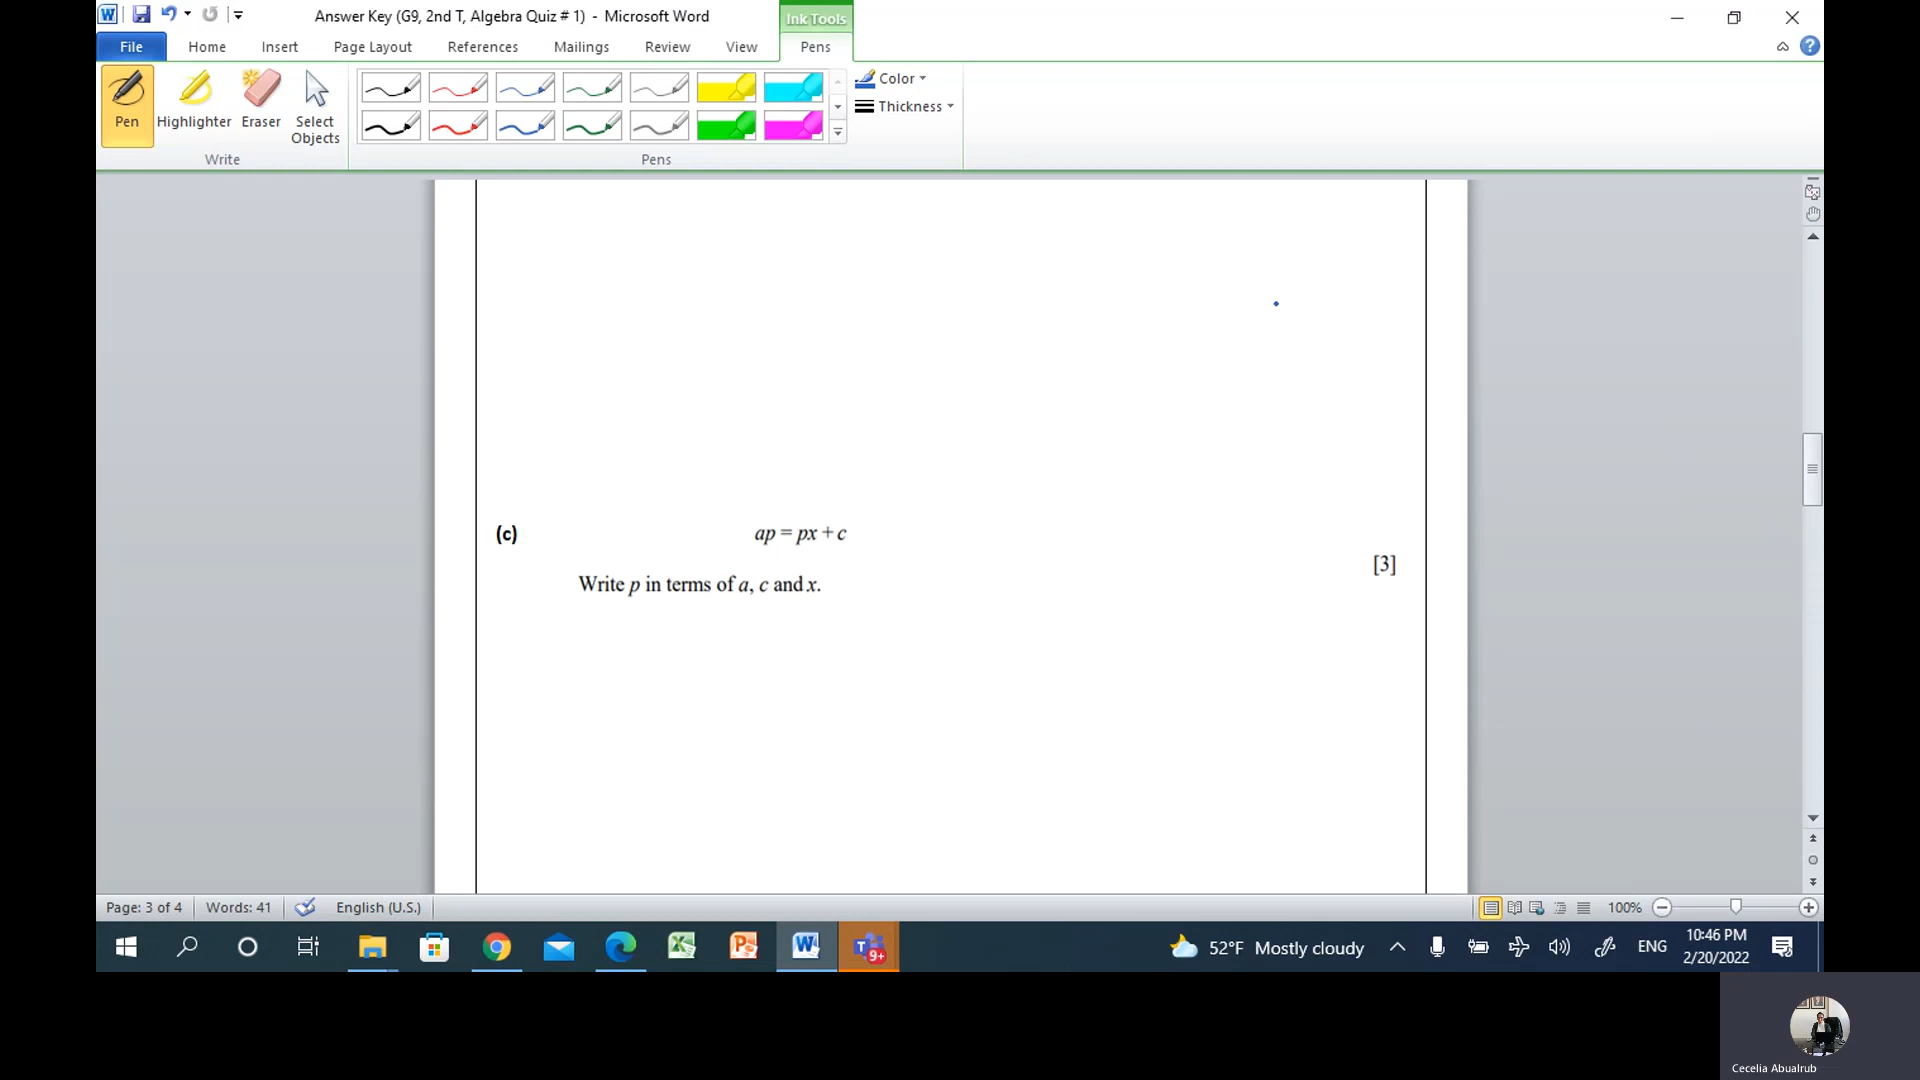 Answer Key (G9, 2nd T, Algebra Quiz # 1) - Microsoft Word
Ink Tools
File Home Insert Page Layout References Mailings Review View Pens
Pen Highlighter Eraser Select Objects
Color
Thickness
Write
Pens
(c) ap = px + c
[3]
Write p in terms of a, c and x.
Page: 3 of 4 Words: 41 English (U.S.) 100%
9+
52°F Mostly cloudy ENG 10:46 PM
2/20/2022
Cecelia Abualrub